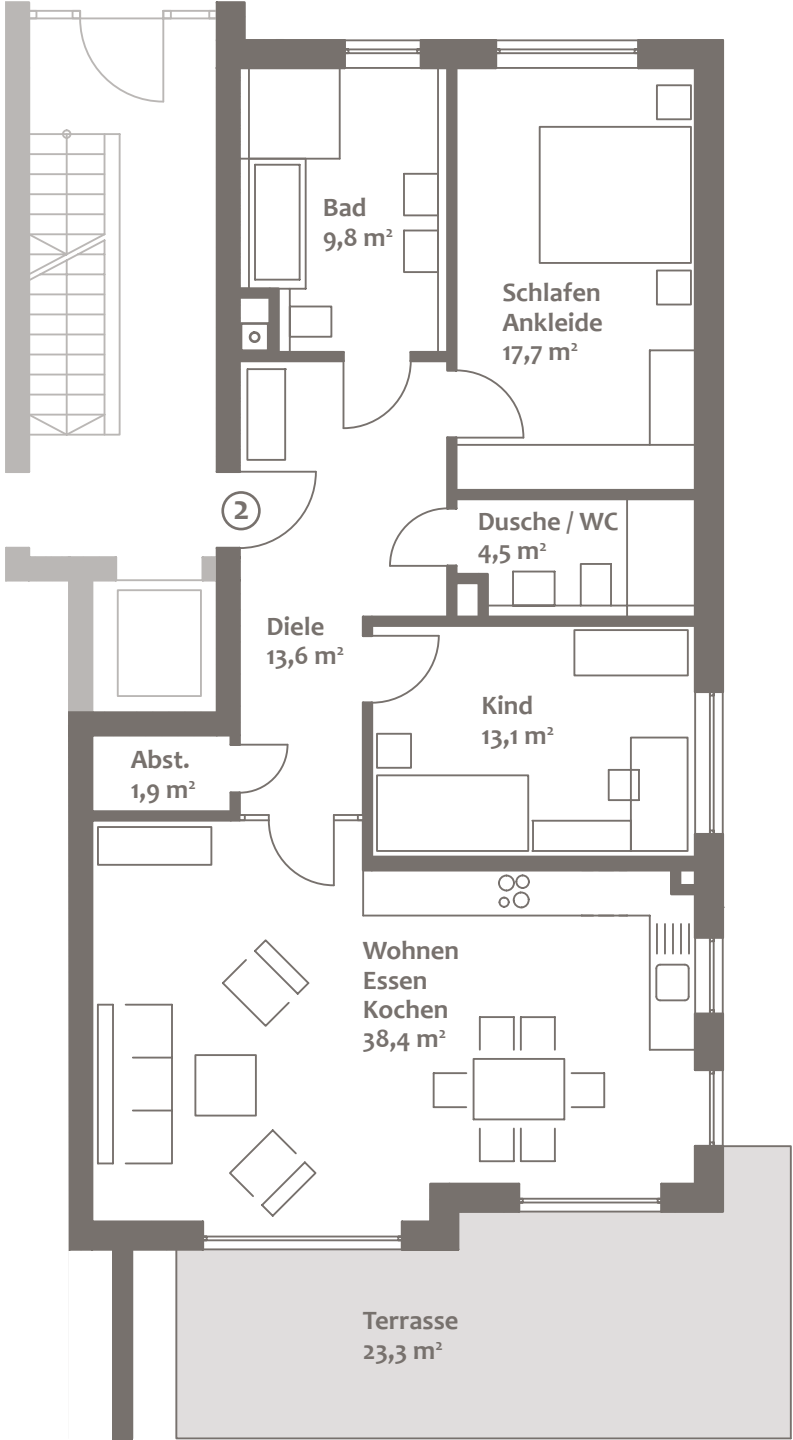 Bad
9,8 m²
Schlafen
Ankleide
17,7 m²
2
Dusche / WC
4,5 m²
Diele
13,6 m²
Kind
13,1 m²
Abst.
1,9 m²
Wohnen
Essen
Kochen
38,4 m²
Terrasse
23,3 m²